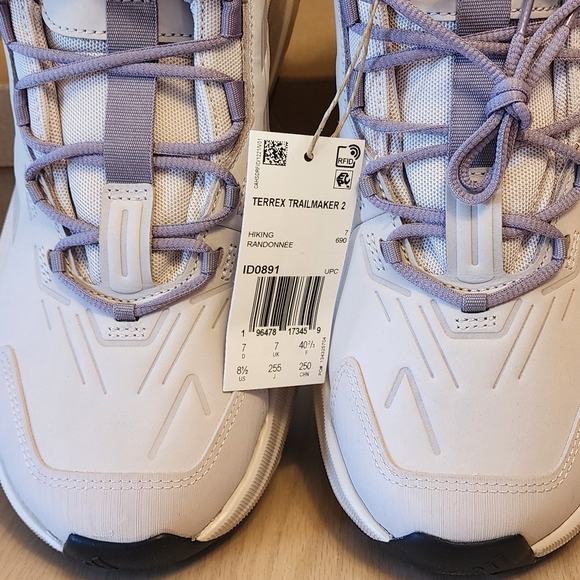 RFID
TERREX TRAILMAKER 2
HIKING 7
RANDONNÉE 690
ID0891 UPC
1 96478 17345 9
7 7 40⅔
D UK F
8½ 255 250
US J CHN